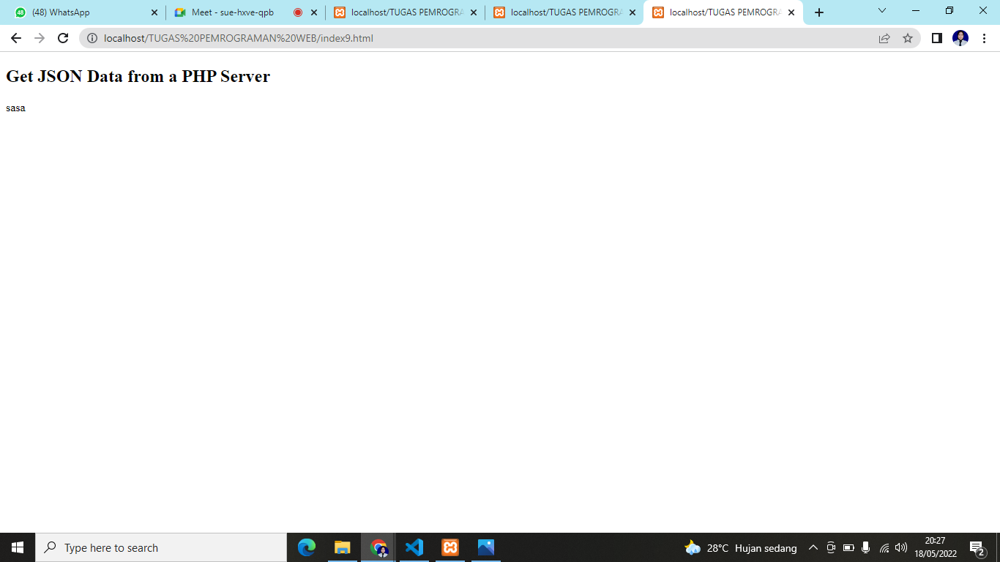 48 (48) WhatsApp
Meet - sue-hxve-qpb
localhost/TUGAS PEMROGRA
localhost/TUGAS PEMROGRA
localhost/TUGAS PEMROGRA
localhost/TUGAS%20PEMROGRAMAN%20WEB/index9.html
Get JSON Data from a PHP Server
sasa
Type here to search
28°C Hujan sedang
20:27
18/05/2022
2